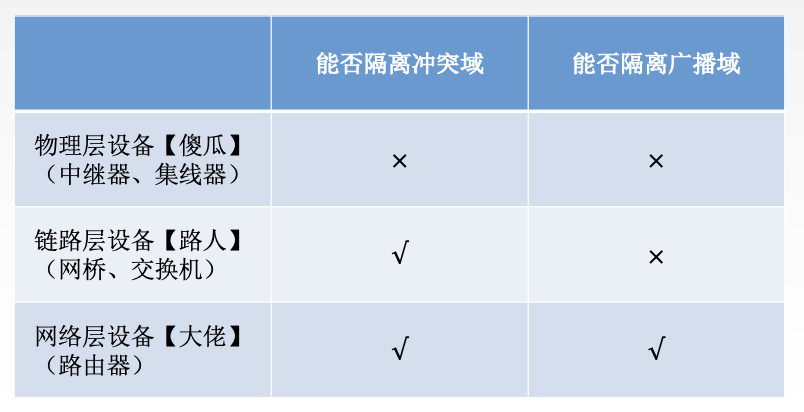 能否隔离冲突域 能否隔离广播域
物理层设备【傻瓜】
（中继器、集线器） × ×
链路层设备【路人】
（网桥、交换机） √ ×
网络层设备【大佬】
（路由器） √ √